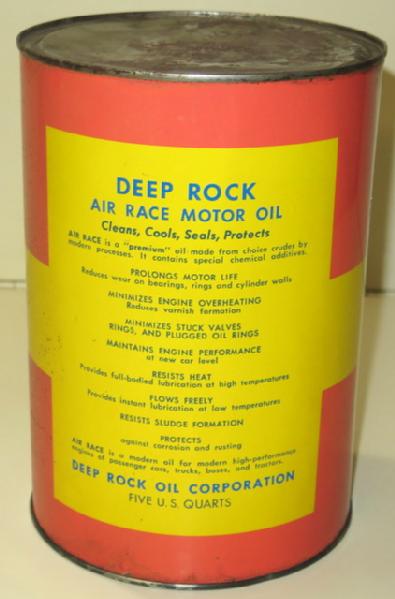 DEEP ROCK
AIR RACE MOTOR OIL
Cleans, Cools, Seals, Protects
AIR RACE is a "premium" oil made from choice crudes by
modern processes. It contains special chemical additives.
PROLONGS MOTOR LIFE
Reduces wear on bearings, rings and cylinder walls
MINIMIZES ENGINE OVERHEATING
Reduces varnish formation
MINIMIZES STUCK VALVES
RINGS, AND PLUGGED OIL RINGS
MAINTAINS ENGINE PERFORMANCE
at new car level
RESISTS HEAT
Provides full-bodied lubrication at high temperatures
FLOWS FREELY
Provides instant lubrication at low temperatures
RESISTS SLUDGE FORMATION
PROTECTS
against corrosion and rusting
AIR RACE is a modern oil for modern high-performance
engines of passenger cars, trucks, buses, and tractors.
DEEP ROCK OIL CORPORATION
FIVE U. S. QUARTS